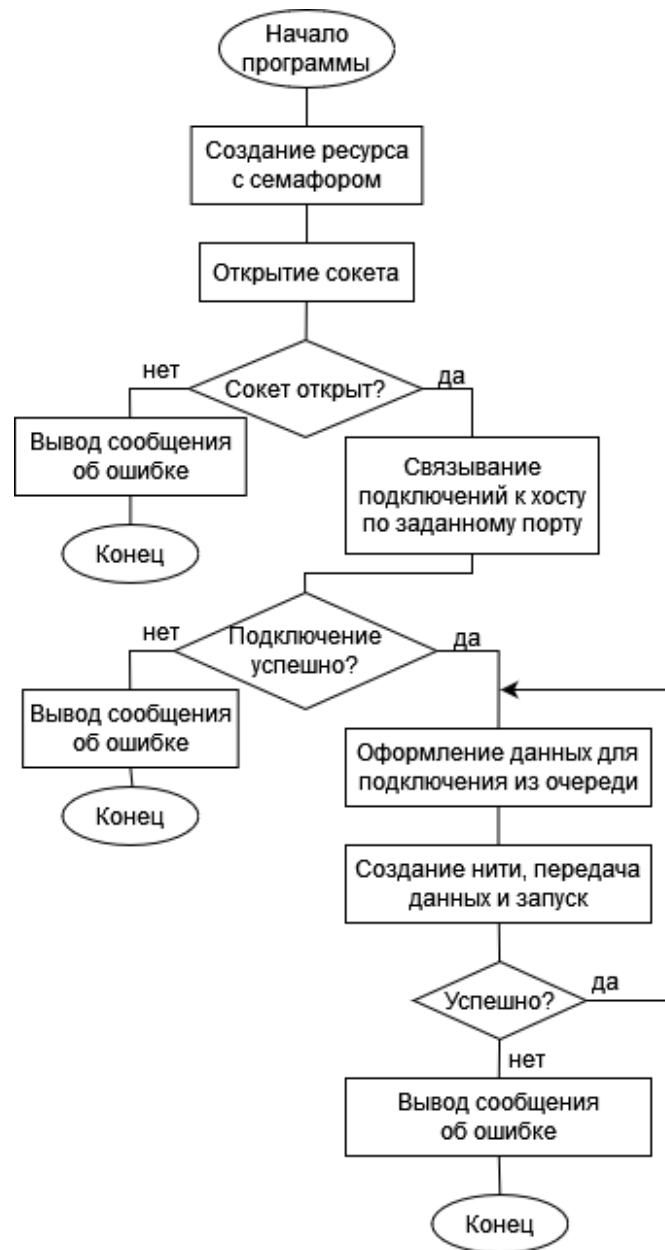 Начало
программы
Создание ресурса
с семафором
Открытие сокета
нет
Сокет открыт?
да
Вывод сообщения
об ошибке
Связывание
подключений к хосту
по заданному порту
Конец
нет
Подключение
успешно?
да
Вывод сообщения
об ошибке
Оформление данных для
подключения из очереди
Конец
Создание нити, передача
данных и запуск
Успешно?
да
нет
Вывод сообщения
об ошибке
Конец